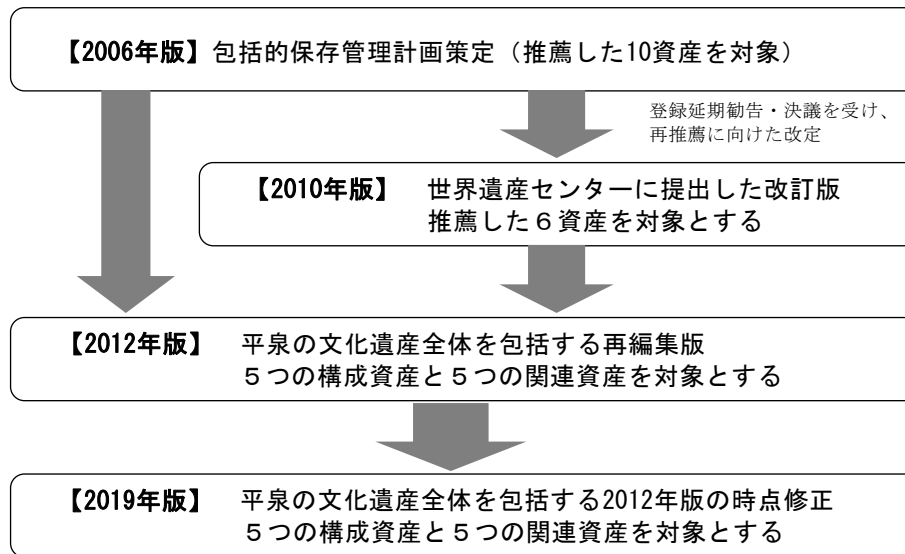 【2006年版】包括的保存管理計画策定（推薦した10資産を対象）
登録延期勧告・決議を受け、
再推薦に向けた改定
【2010年版】　世界遺産センターに提出した改訂版
推薦した６資産を対象とする
【2012年版】　平泉の文化遺産全体を包括する再編集版
５つの構成資産と５つの関連資産を対象とする
【2019年版】　平泉の文化遺産全体を包括する2012年版の時点修正
５つの構成資産と５つの関連資産を対象とする